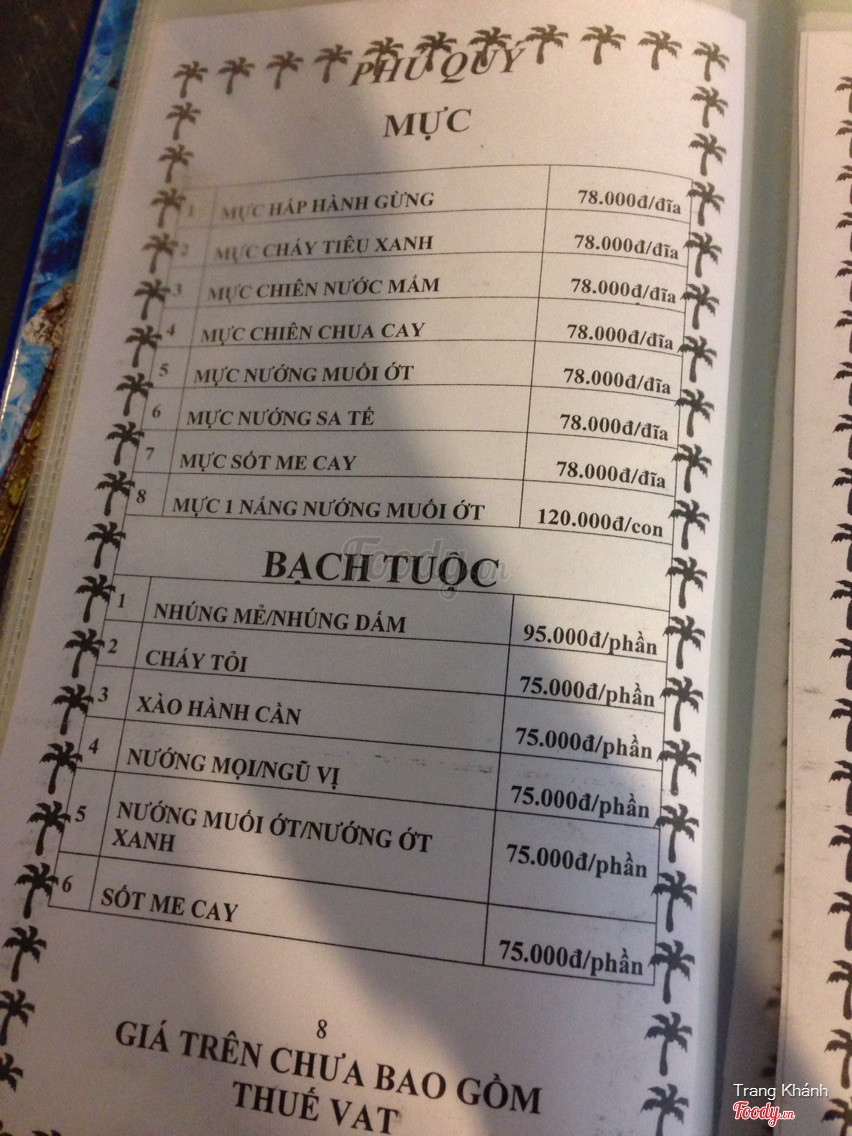 PHÚ QUÝ
MỰC
1 MỰC HẤP HÀNH GỪNG 78.000đ/đĩa
2 MỰC CHÁY TIÊU XANH 78.000đ/đĩa
3 MỰC CHIÊN NƯỚC MẮM 78.000đ/đĩa
4 MỰC CHIÊN CHUA CAY 78.000đ/đĩa
5 MỰC NƯỚNG MUỐI ỚT 78.000đ/đĩa
6 MỰC NƯỚNG SA TẾ 78.000đ/đĩa
7 MỰC SỐT ME CAY 78.000đ/đĩa
8 MỰC 1 NẮNG NƯỚNG MUỐI ỚT 120.000đ/con
BẠCH TUỘC
Foody.vn
1 NHÚNG MẺ/NHÚNG DẤM 95.000đ/phần
2 CHÁY TỎI 75.000đ/phần
3 XÀO HÀNH CẦN 75.000đ/phần
4 NƯỚNG MỌI/NGŨ VỊ 75.000đ/phần
5 NƯỚNG MUỐI ỚT/NƯỚNG ỚT
XANH 75.000đ/phần
6 SỐT ME CAY 75.000đ/phần
8
GIÁ TRÊN CHƯA BAO GỒM
THUẾ VAT
Trang Khánh
Foody.vn